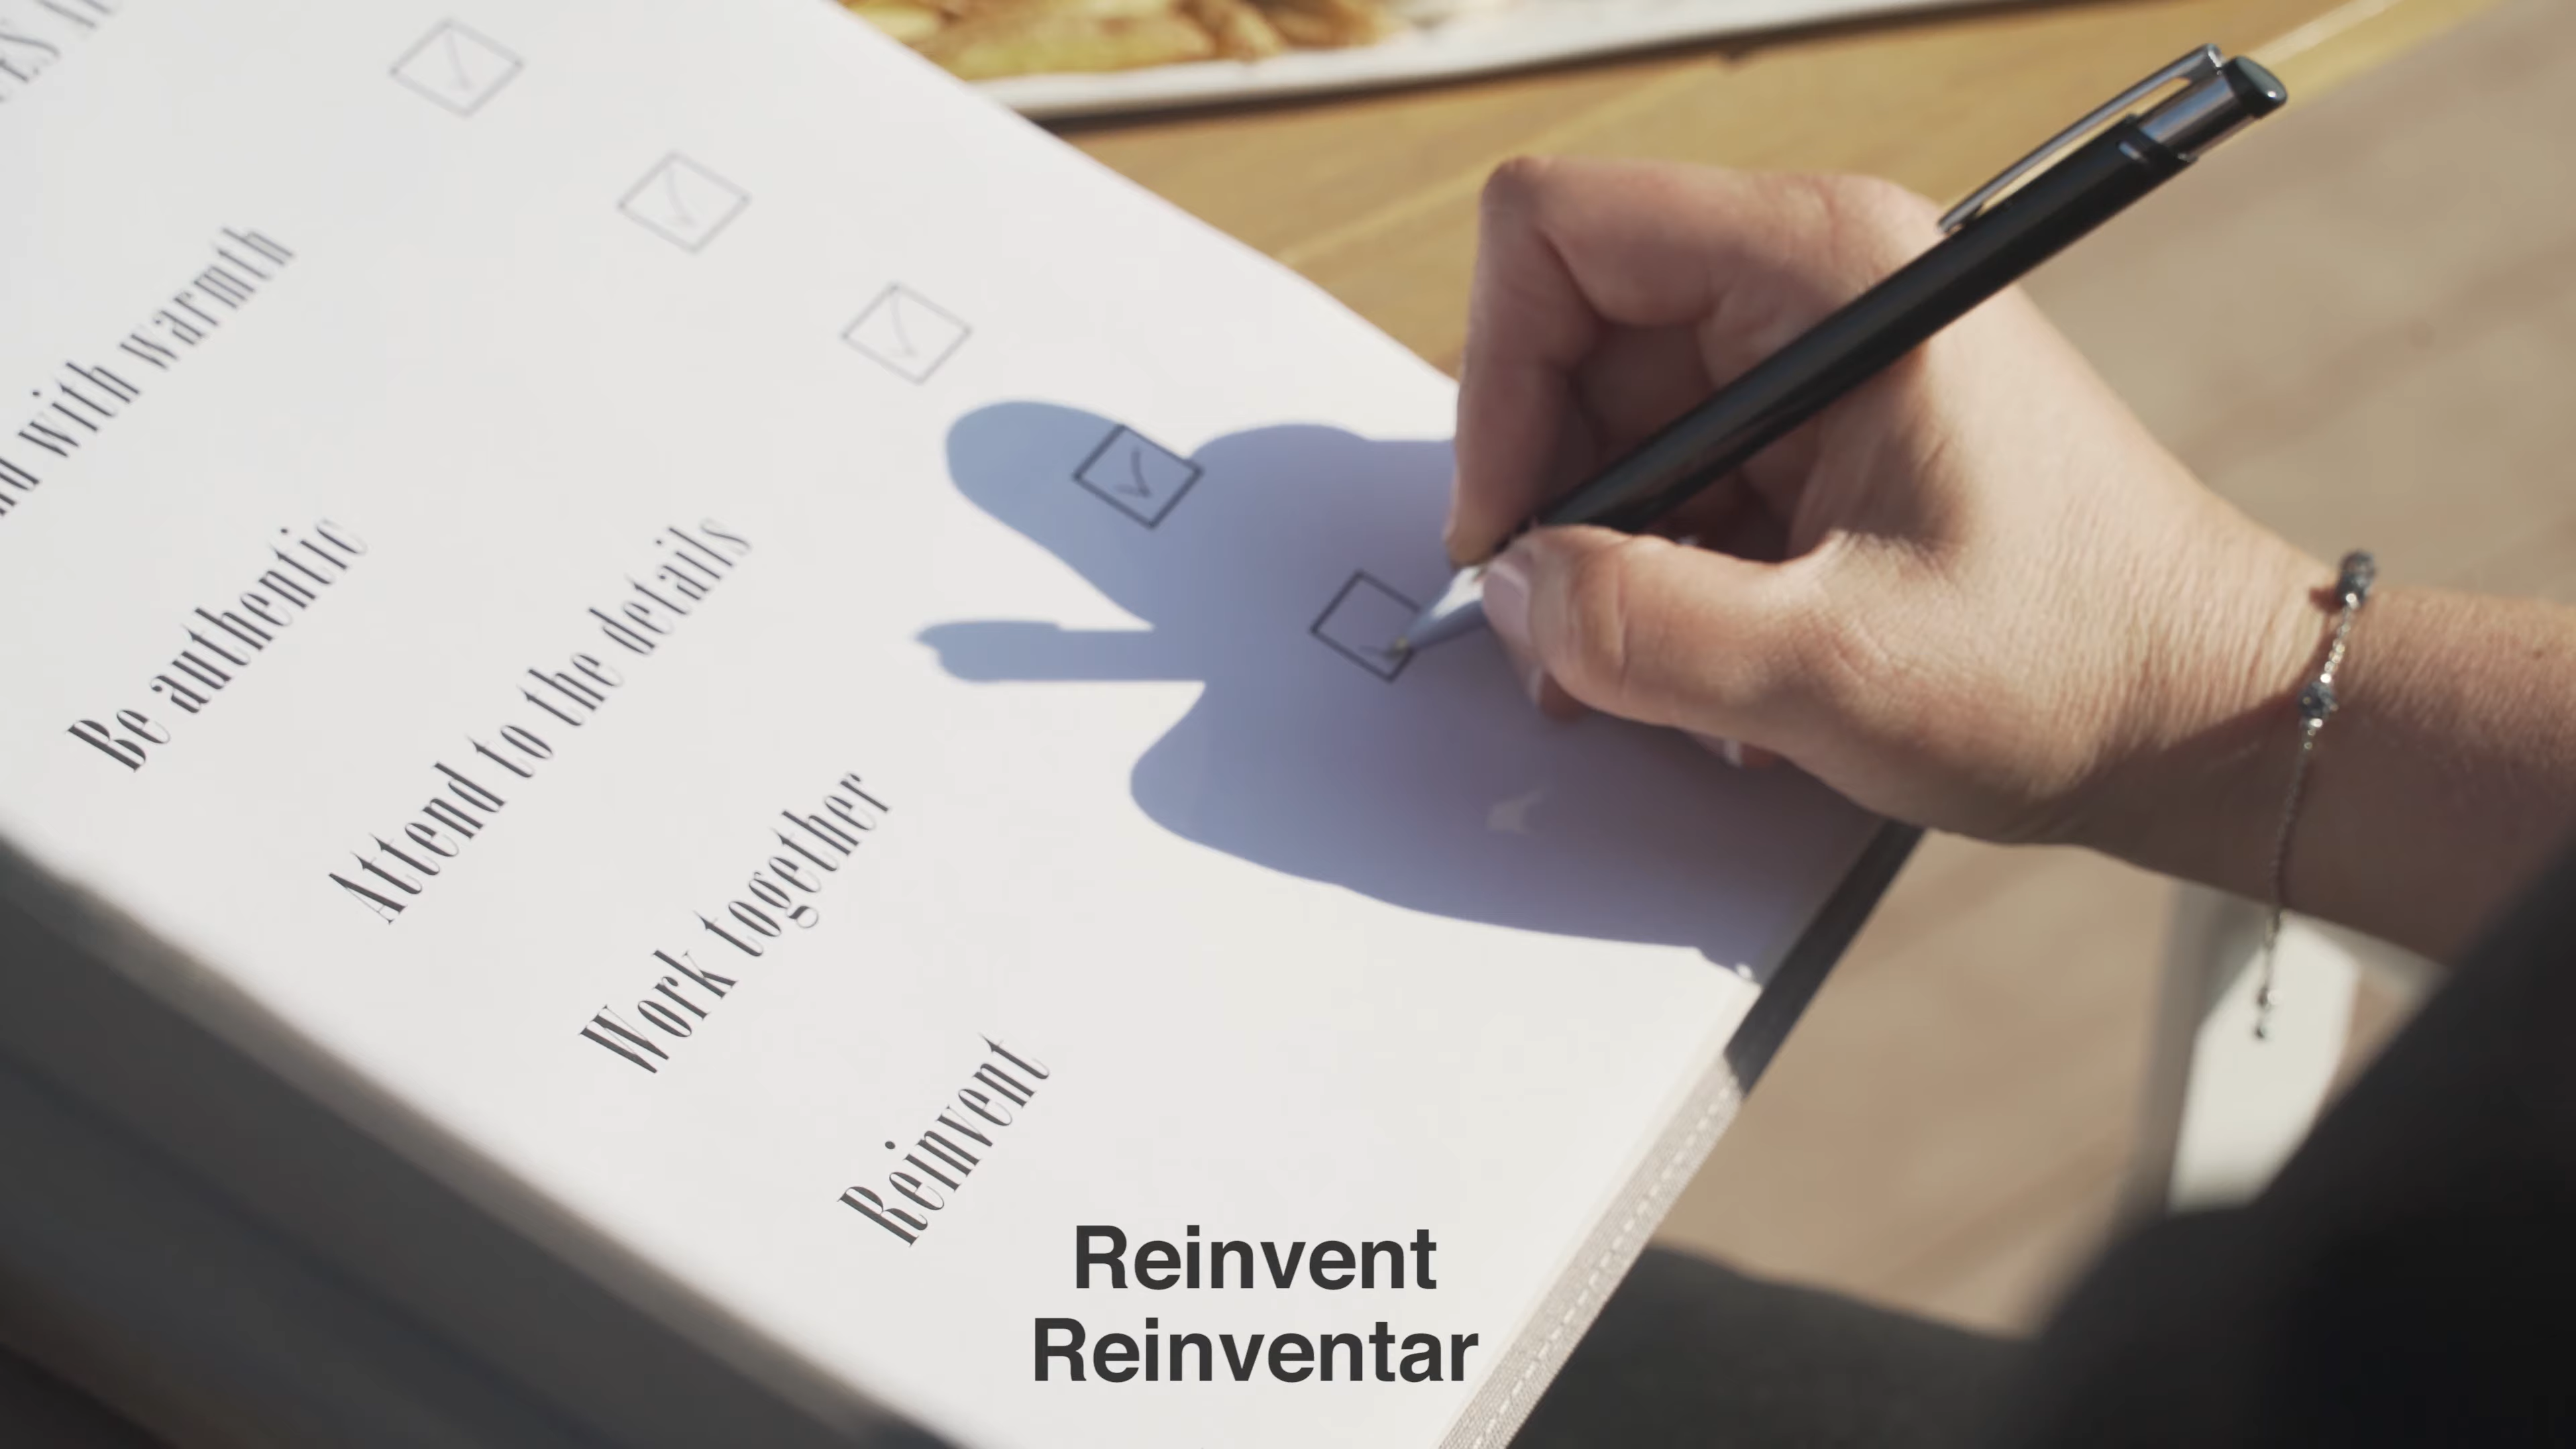 with warmth
Be authentic
Attend to the details
Work together
Reinvent
Reinvent
Reinventar